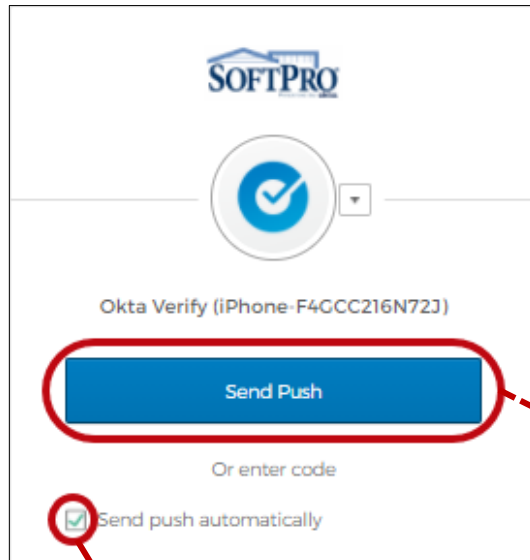 SOFTPRO
Okta Verify (iPhone-F4GCC216N72J)
Send Push
Or enter code
Send push automatically